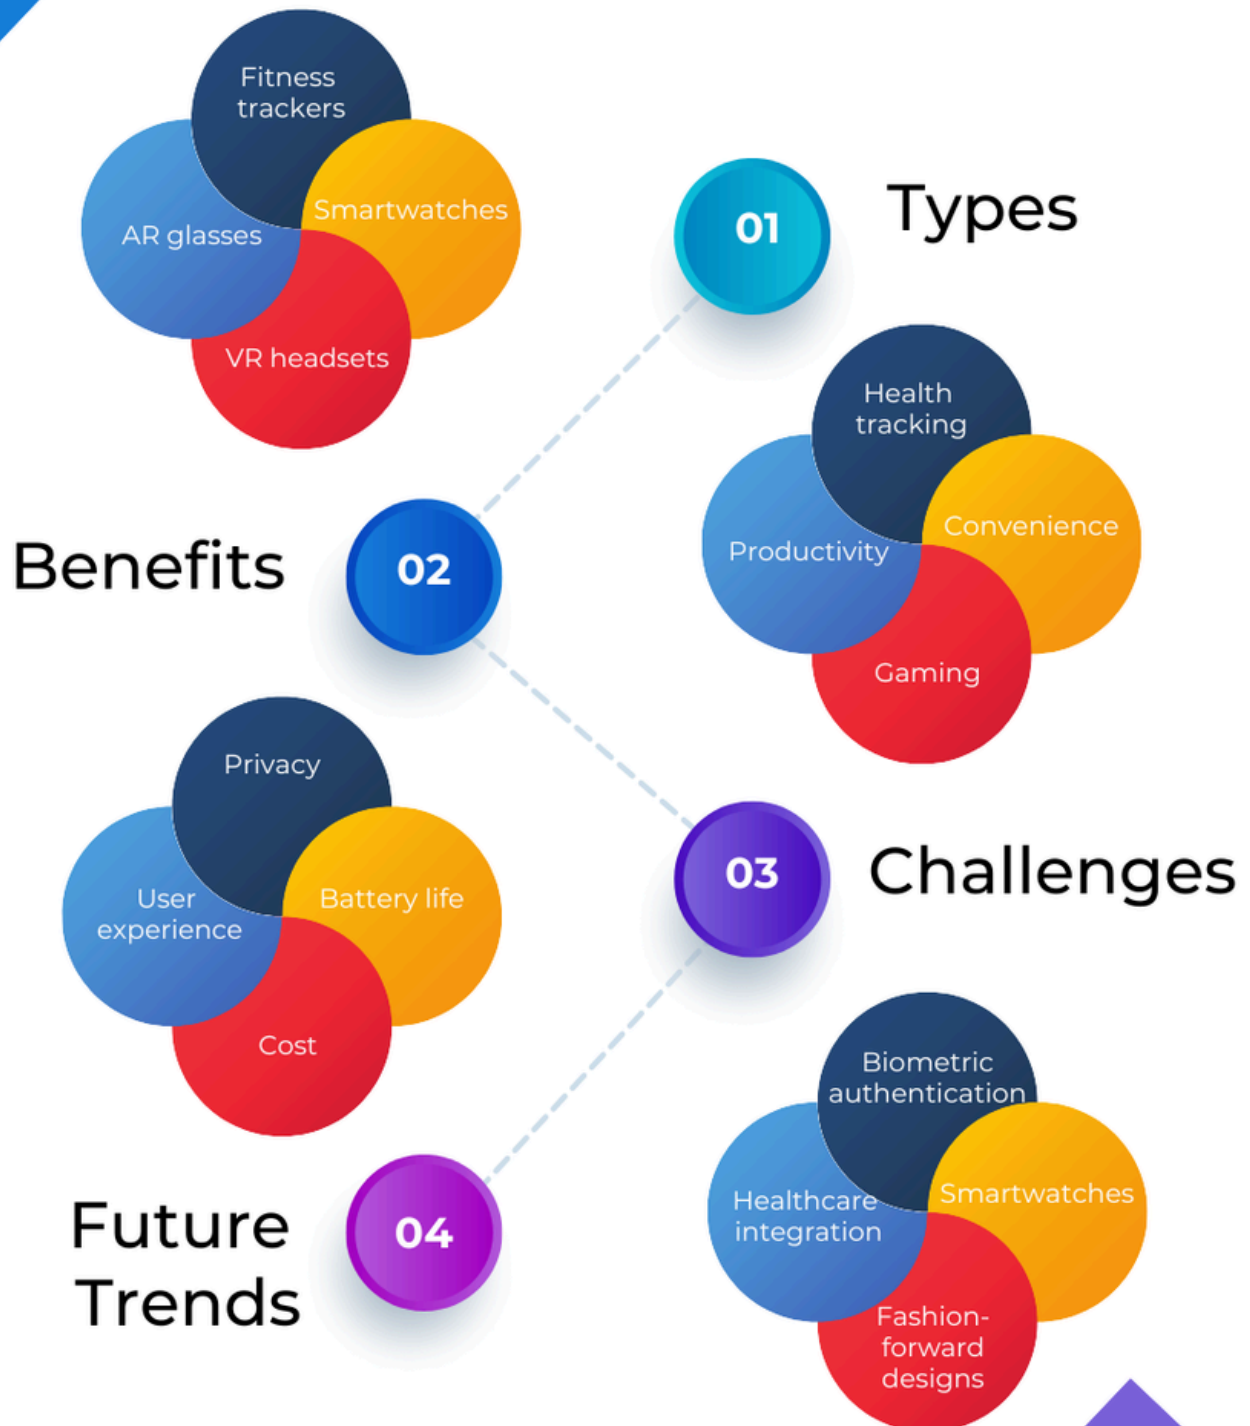 Fitness
trackers
Smartwatches
AR glasses
VR headsets
01
Types
Benefits
02
Health
tracking
Convenience
Productivity
Gaming
Privacy
Battery life
User
experience
Cost
03
Challenges
Future
Trends
04
Biometric
authentication
Smartwatches
Healthcare
integration
Fashion-
forward
designs